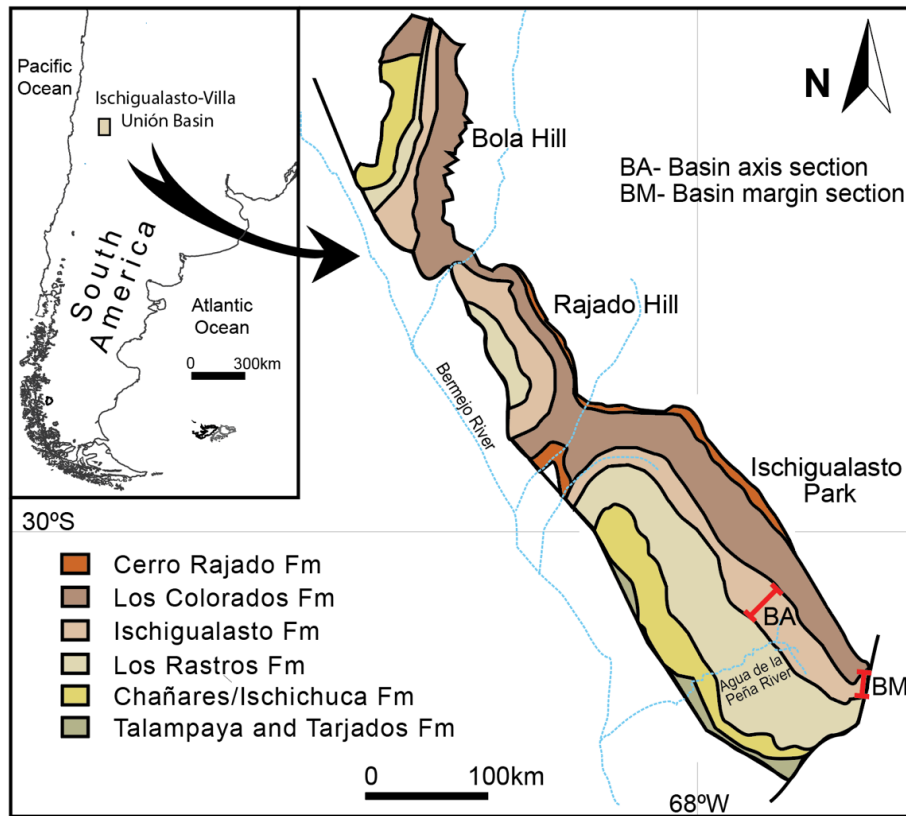 Pacific
Ocean
Ischigualasto-Villa
Unión Basin
South
America
Atlantic
Ocean
0 300km
N
Bola Hill
BA- Basin axis section
BM- Basin margin section
Rajado Hill
Bermejo River
Ischigualasto
Park
30ºS
Cerro Rajado Fm
Los Colorados Fm
Ischigualasto Fm
Los Rastros Fm
Chañares/Ischichuca Fm
Talampaya and Tarjados Fm
BA
Agua de la
Peña River
BM
0 100km
68ºW